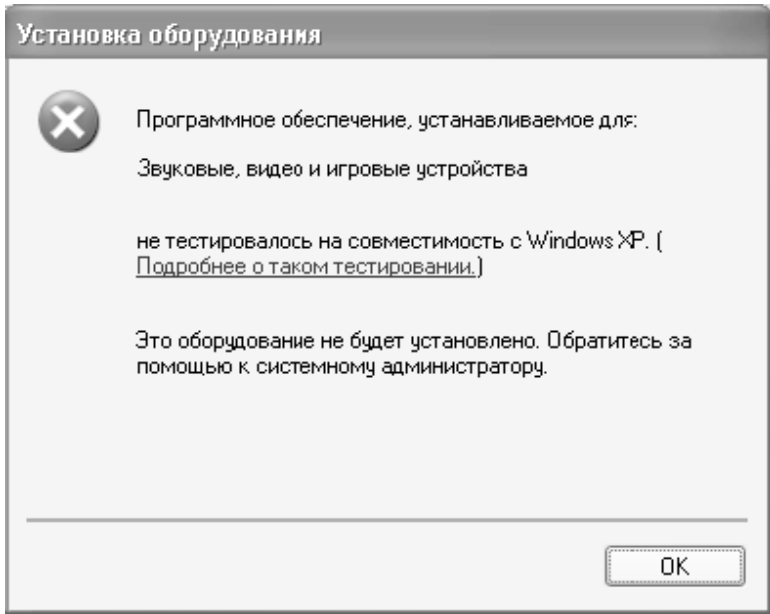 Установка оборудования
Программное обеспечение, устанавливаемое для:
Звуковые, видео и игровые устройства
не тестировалось на совместимость с Windows XP. (
Подробнее о таком тестировании.)
Это оборудование не будет установлено. Обратитесь за
помощью к системному администратору.
OK